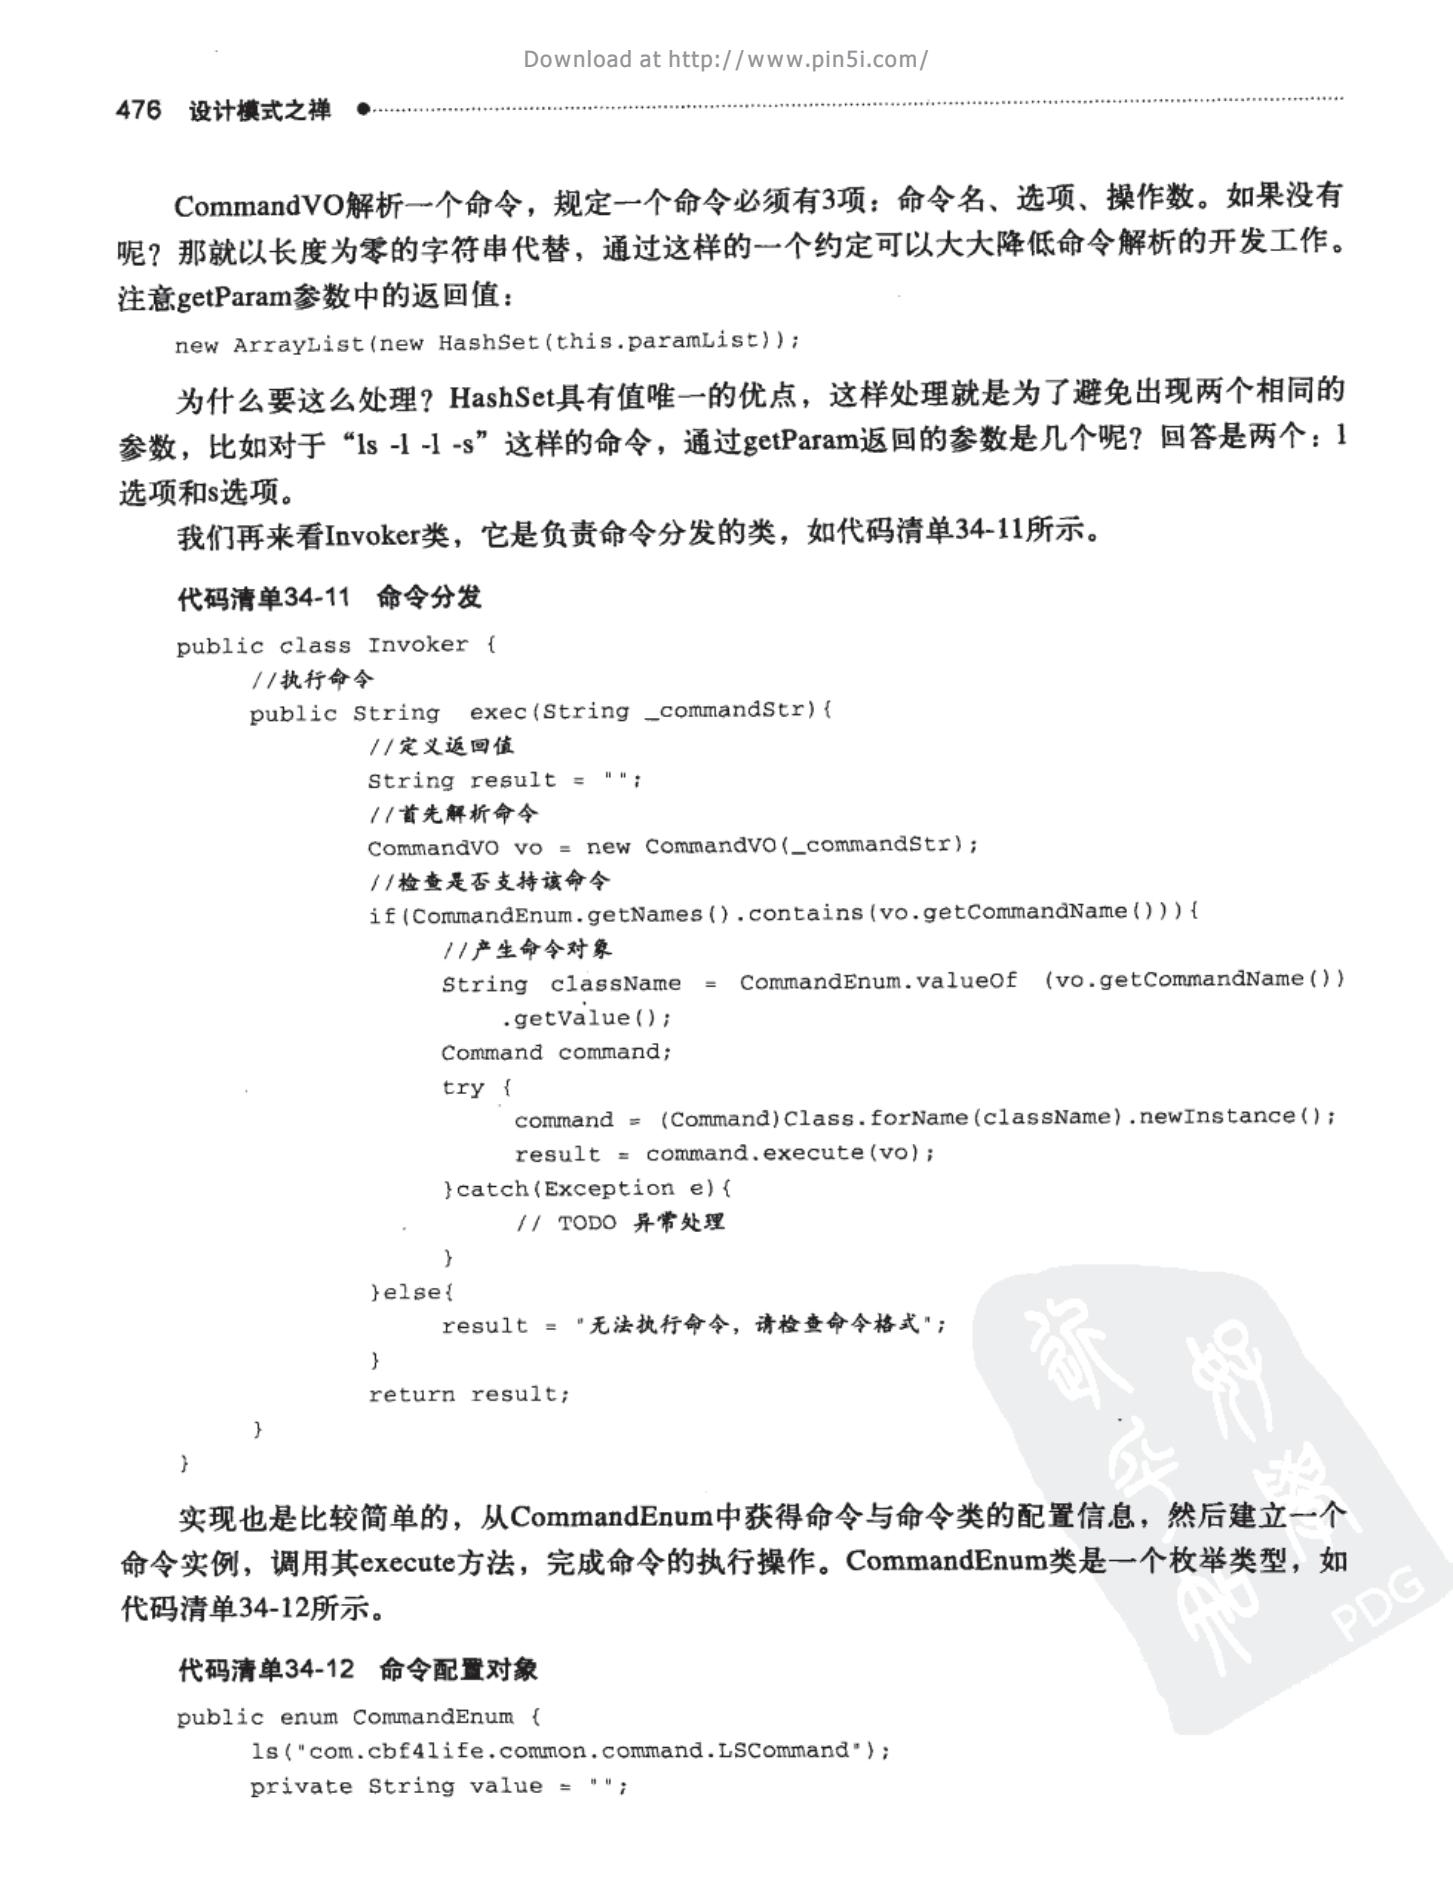 Download at http://www.pin5i.com/
476 设计模式之禅
CommandVO解析一个命令，规定一个命令必须有3项：命令名、选项、操作数。如果没有
呢？那就以长度为零的字符串代替，通过这样的一个约定可以大大降低命令解析的开发工作。
注意getParam参数中的返回值：
new ArrayList(new HashSet(this.paramList));
为什么要这么处理？HashSet具有值唯一的优点，这样处理就是为了避免出现两个相同的
参数，比如对于“ls -l -l -s”这样的命令，通过getParam返回的参数是几个呢？回答是两个：l
选项和s选项。
我们再来看Invoker类，它是负责命令分发的类，如代码清单34-11所示。
代码清单34-11 命令分发
public class Invoker {
//执行命令
public String exec(String _commandStr){
//定义返回值
String result = "";
//首先解析命令
CommandVO vo = new CommandVO(_commandStr);
//检查是否支持该命令
if(CommandEnum.getNames().contains(vo.getCommandName())){
//产生命令对象
String className = CommandEnum.valueOf (vo.getCommandName())
.getValue();
Command command;
try {
command = (Command)Class.forName(className).newInstance();
result = command.execute(vo);
}catch(Exception e){
// TODO 异常处理
}
}else{
result = "无法执行命令，请检查命令格式";
}
return result;
}
}
实现也是比较简单的，从CommandEnum中获得命令与命令类的配置信息，然后建立一个
命令实例，调用其execute方法，完成命令的执行操作。CommandEnum类是一个枚举类型，如
代码清单34-12所示。
PDG
代码清单34-12 命令配置对象
public enum CommandEnum {
ls("com.cbf4life.common.command.LSCommand");
private String value = "";